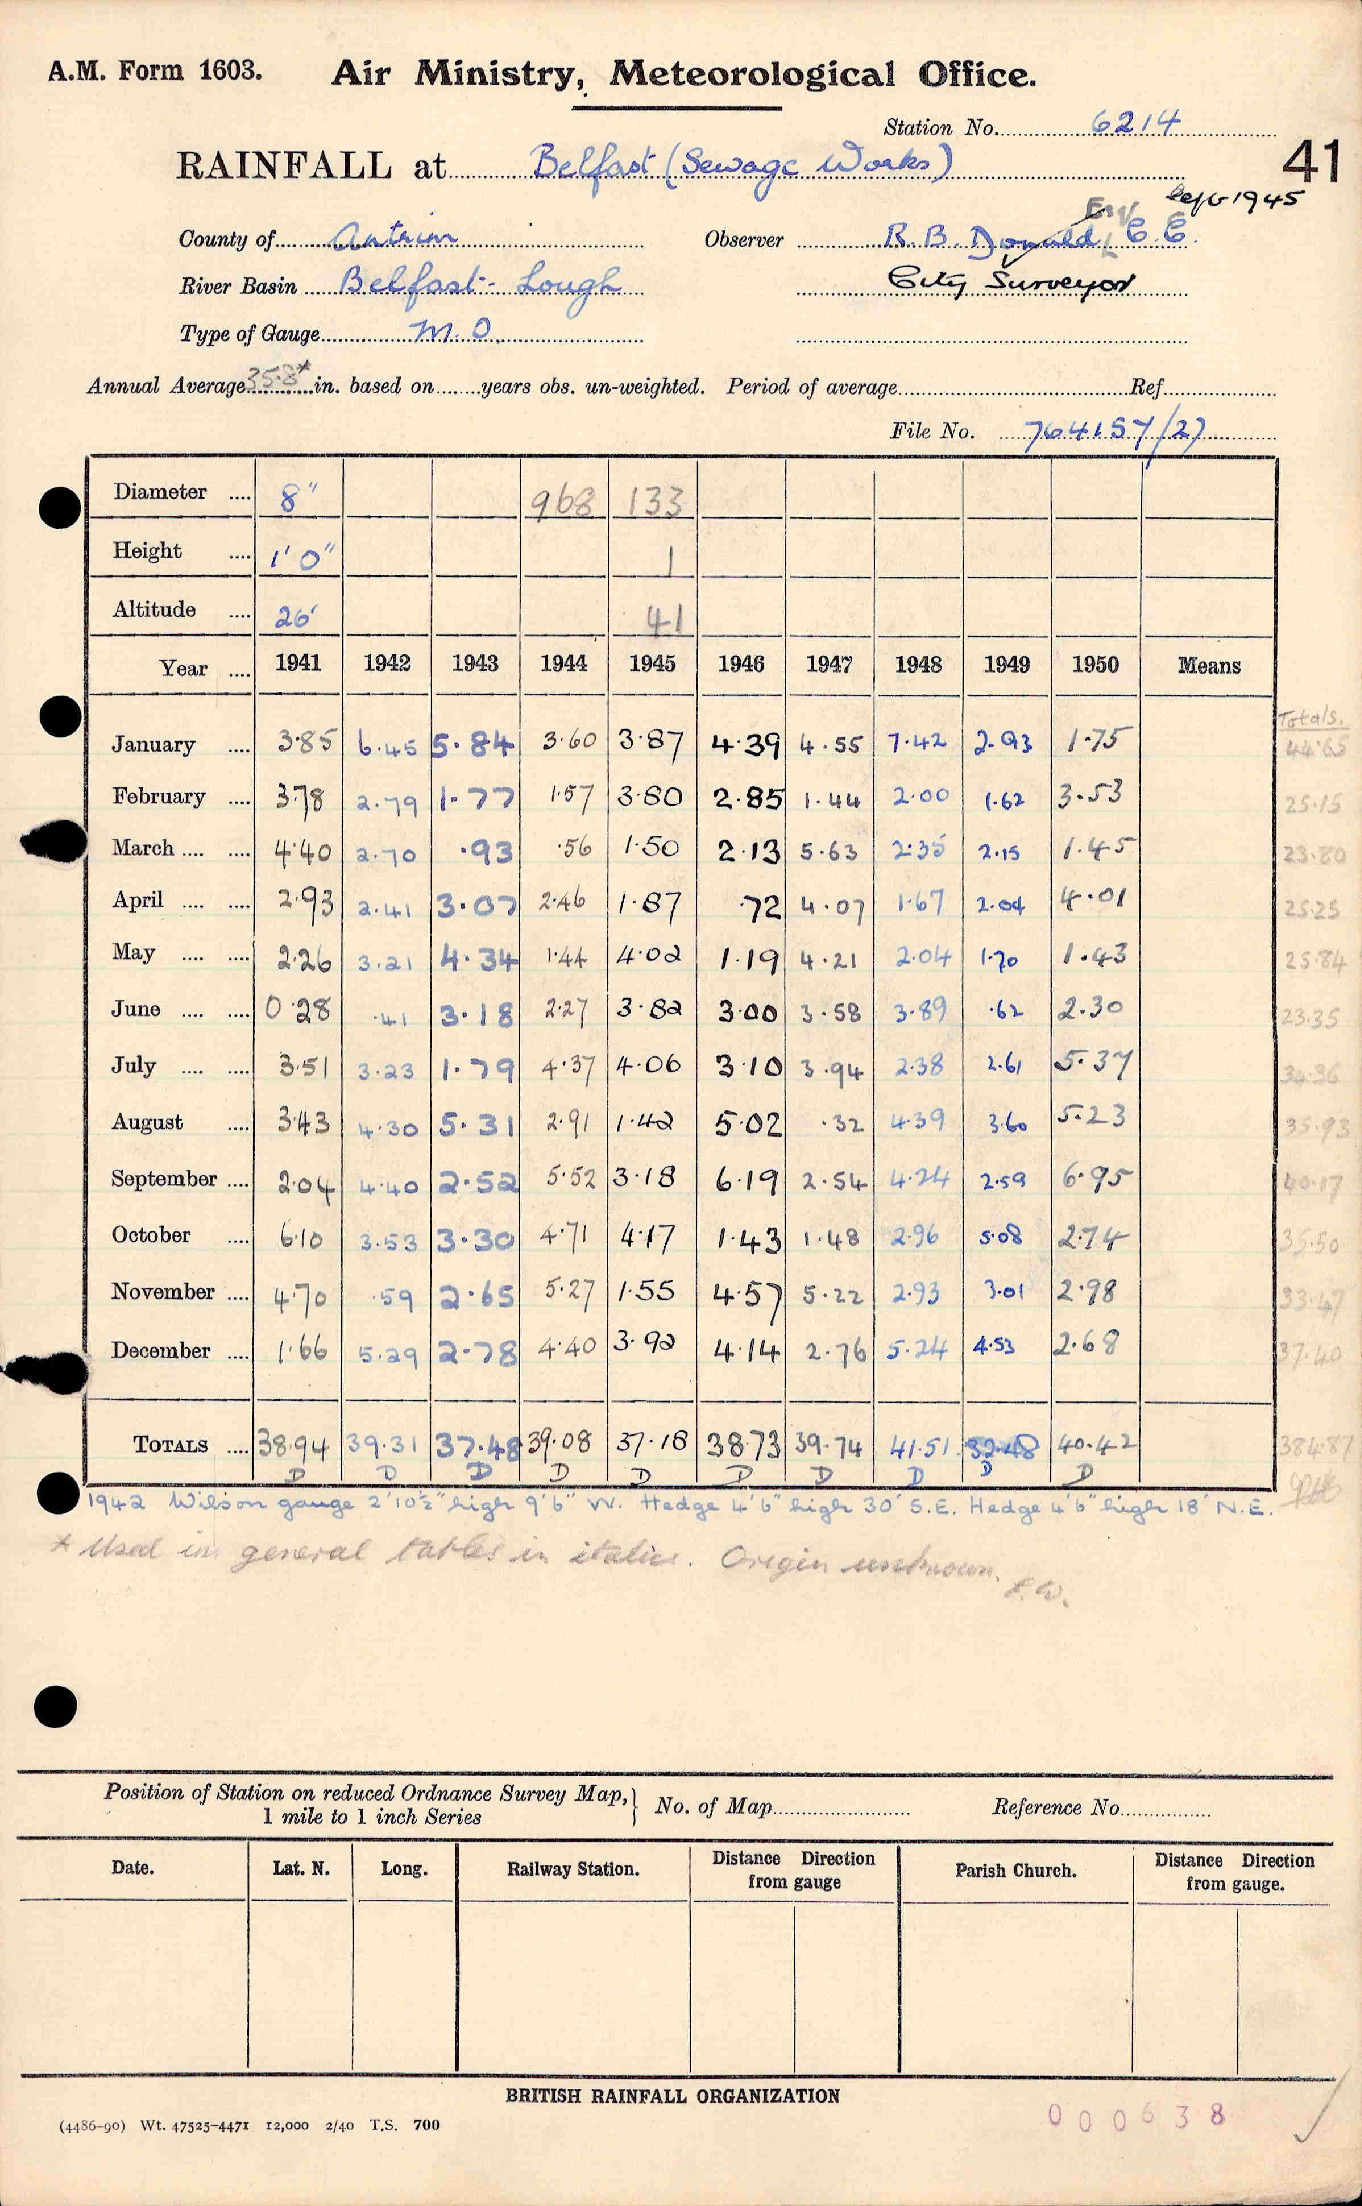 A.M. Form 1603. Air Ministry, Meteorological Office.
Station No. 6214
41
RAINFALL at Belfast (Sewage Works)
Sept 1945
County of Antrim Observer R. B. Donald, C. E.
River Basin Belfast Lough City Surveyor
Type of Gauge M.O.
Annual Average 35.8* in. based on years obs. un-weighted. Period of average Ref.
File No. 764157/27
Diameter 8" 968 133
Height 1'0" 1
Altitude 26' 41
Year 1941 1942 1943 1944 1945 1946 1947 1948 1949 1950 Means
Totals.
January 3.85 6.45 5.84 3.60 3.87 4.39 4.55 7.42 2.93 1.75 44.65
February 3.78 2.79 1.77 1.57 3.80 2.85 1.44 2.00 1.62 3.53 25.15
March 4.40 2.70 .93 .56 1.50 2.13 5.63 2.35 2.15 1.45 23.80
April 2.93 2.41 3.07 2.46 1.87 .72 4.07 1.67 2.04 4.01 25.25
May 2.26 3.21 4.34 1.44 4.02 1.19 4.21 2.04 1.70 1.43 25.84
June 0.28 .41 3.18 2.27 3.82 3.00 3.58 3.89 .62 2.30 23.35
July 3.51 3.23 1.79 4.37 4.06 3.10 3.94 2.38 2.61 5.37 34.36
August 3.43 4.30 5.31 2.91 1.42 5.02 .32 4.39 3.60 5.23 35.93
September 2.04 4.40 2.52 5.52 3.18 6.19 2.54 4.24 2.59 6.95 40.17
October 6.10 3.53 3.30 4.71 4.17 1.43 1.48 2.96 5.08 2.74 35.50
November 4.70 .59 2.65 5.27 1.55 4.57 5.22 2.93 3.01 2.98 33.47
December 1.66 5.29 2.78 4.40 3.92 4.14 2.76 5.24 4.53 2.68 37.40
TOTALS 38.94 39.31 37.48 39.08 37.18 38.73 39.74 41.51 32.48 40.42 384.87
D D D D D D D D D D
1942 Wilson gauge 2'10½" high 9'6" W. Hedge 4'6" high 30' S.E. Hedge 4'6" high 18' N.E.
* Used in general tables in italics. Origin unknown.
Position of Station on reduced Ordnance Survey Map, 1 mile to 1 inch Series No. of Map Reference No.
Date. Lat. N. Long. Railway Station. Distance Direction from gauge Parish Church. Distance Direction from gauge.
BRITISH RAINFALL ORGANIZATION
(4486-90) Wt. 47525-4471 12,000 2/40 T.S. 700
000638